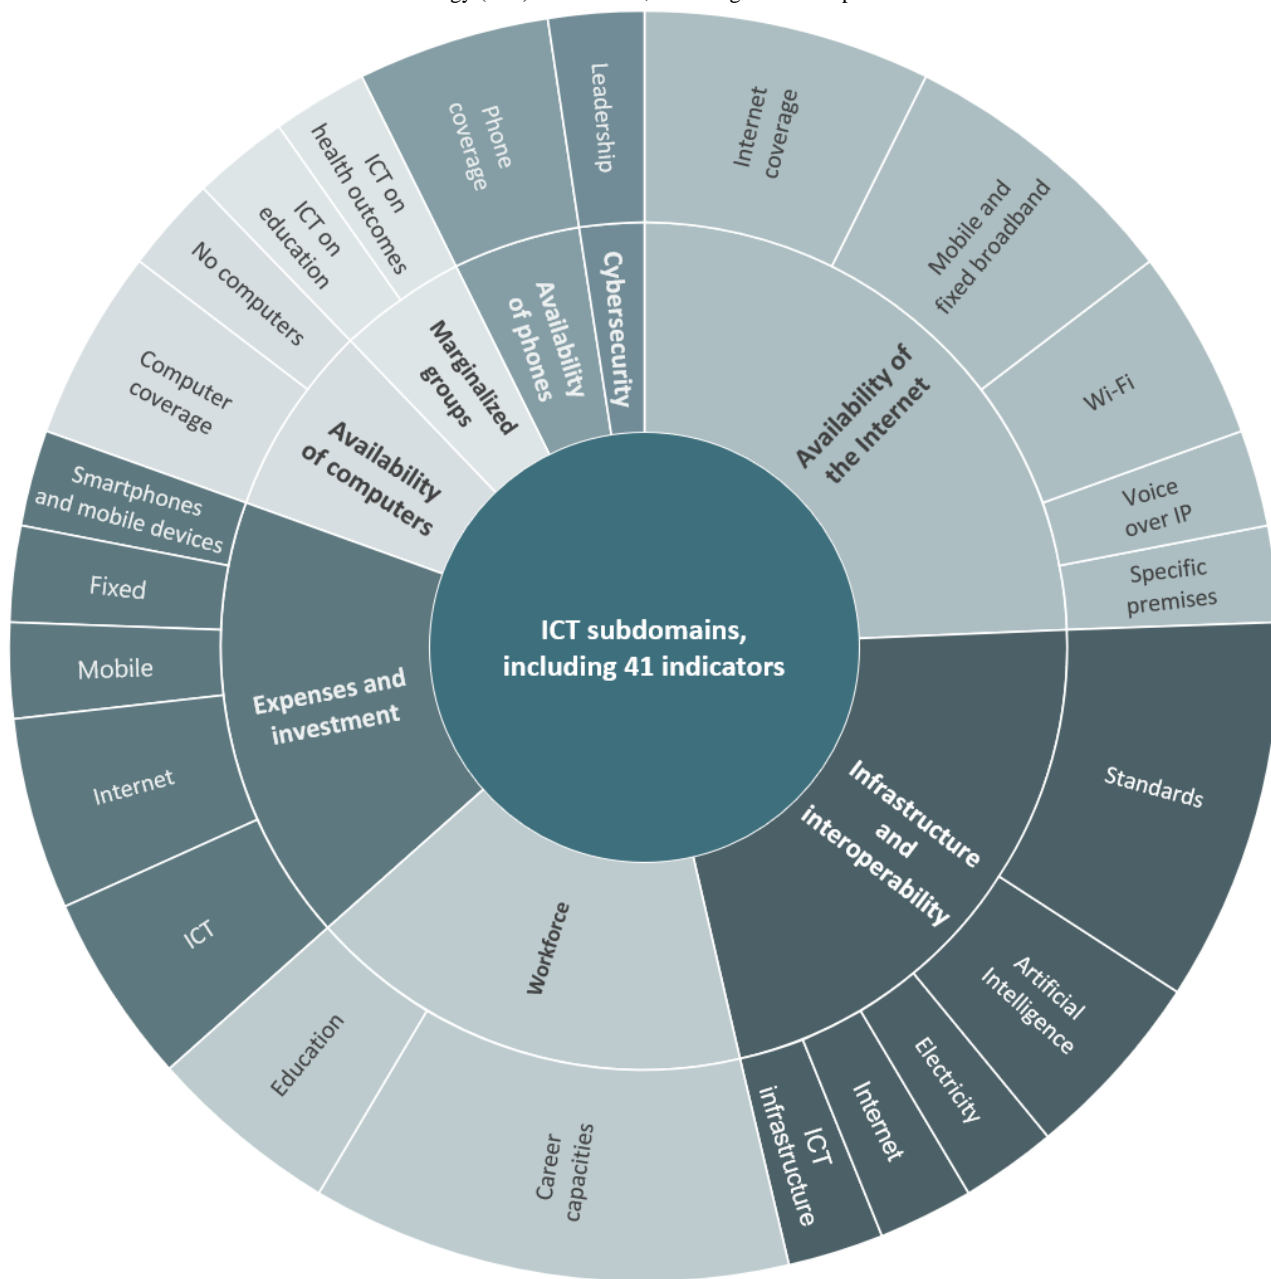 ICT subdomains,
including 41 indicators
Availability of
the Internet
Internet
coverage
Mobile and
fixed broadband
Wi-Fi
Voice
over IP
Specific
premises
Infrastructure
and
interoperability
Standards
Artificial
Intelligence
Electricity
Internet
ICT
infrastructure
Workforce
Career
capacities
Education
Expenses and
investment
ICT
Internet
Mobile
Fixed
Smartphones
and mobile devices
Availability
of computers
Computer
coverage
No computers
Marginalized
groups
ICT on
education
ICT on
health outcomes
Availability
of phones
Phone
coverage
Cybersecurity
Leadership